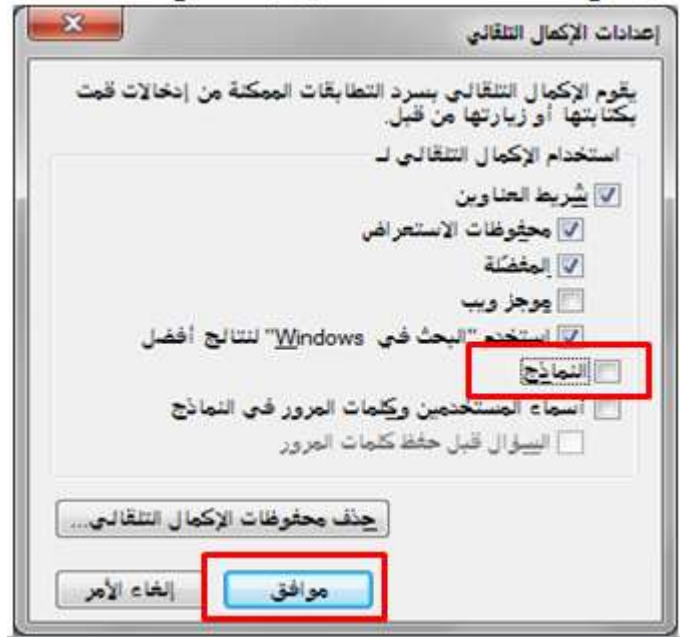 إعدادات الإكمال التلقائي
يقوم الإكمال التلقائي بسرد التطابقات الممكنة من إدخالات قمت
بكتابتها أو زيارتها من قبل.
استخدام الإكمال التلقائي لـ
شريط العناوين
محفوظات الاستعراض
المفضّلة
موجز ويب
استخدم "البحث في Windows" لنتائج أفضل
النماذج
أسماء المستخدمين وكلمات المرور في النماذج
السؤال قبل حفظ كلمات المرور
حذف محفوظات الإكمال التلقائي...
موافق
إلغاء الأمر